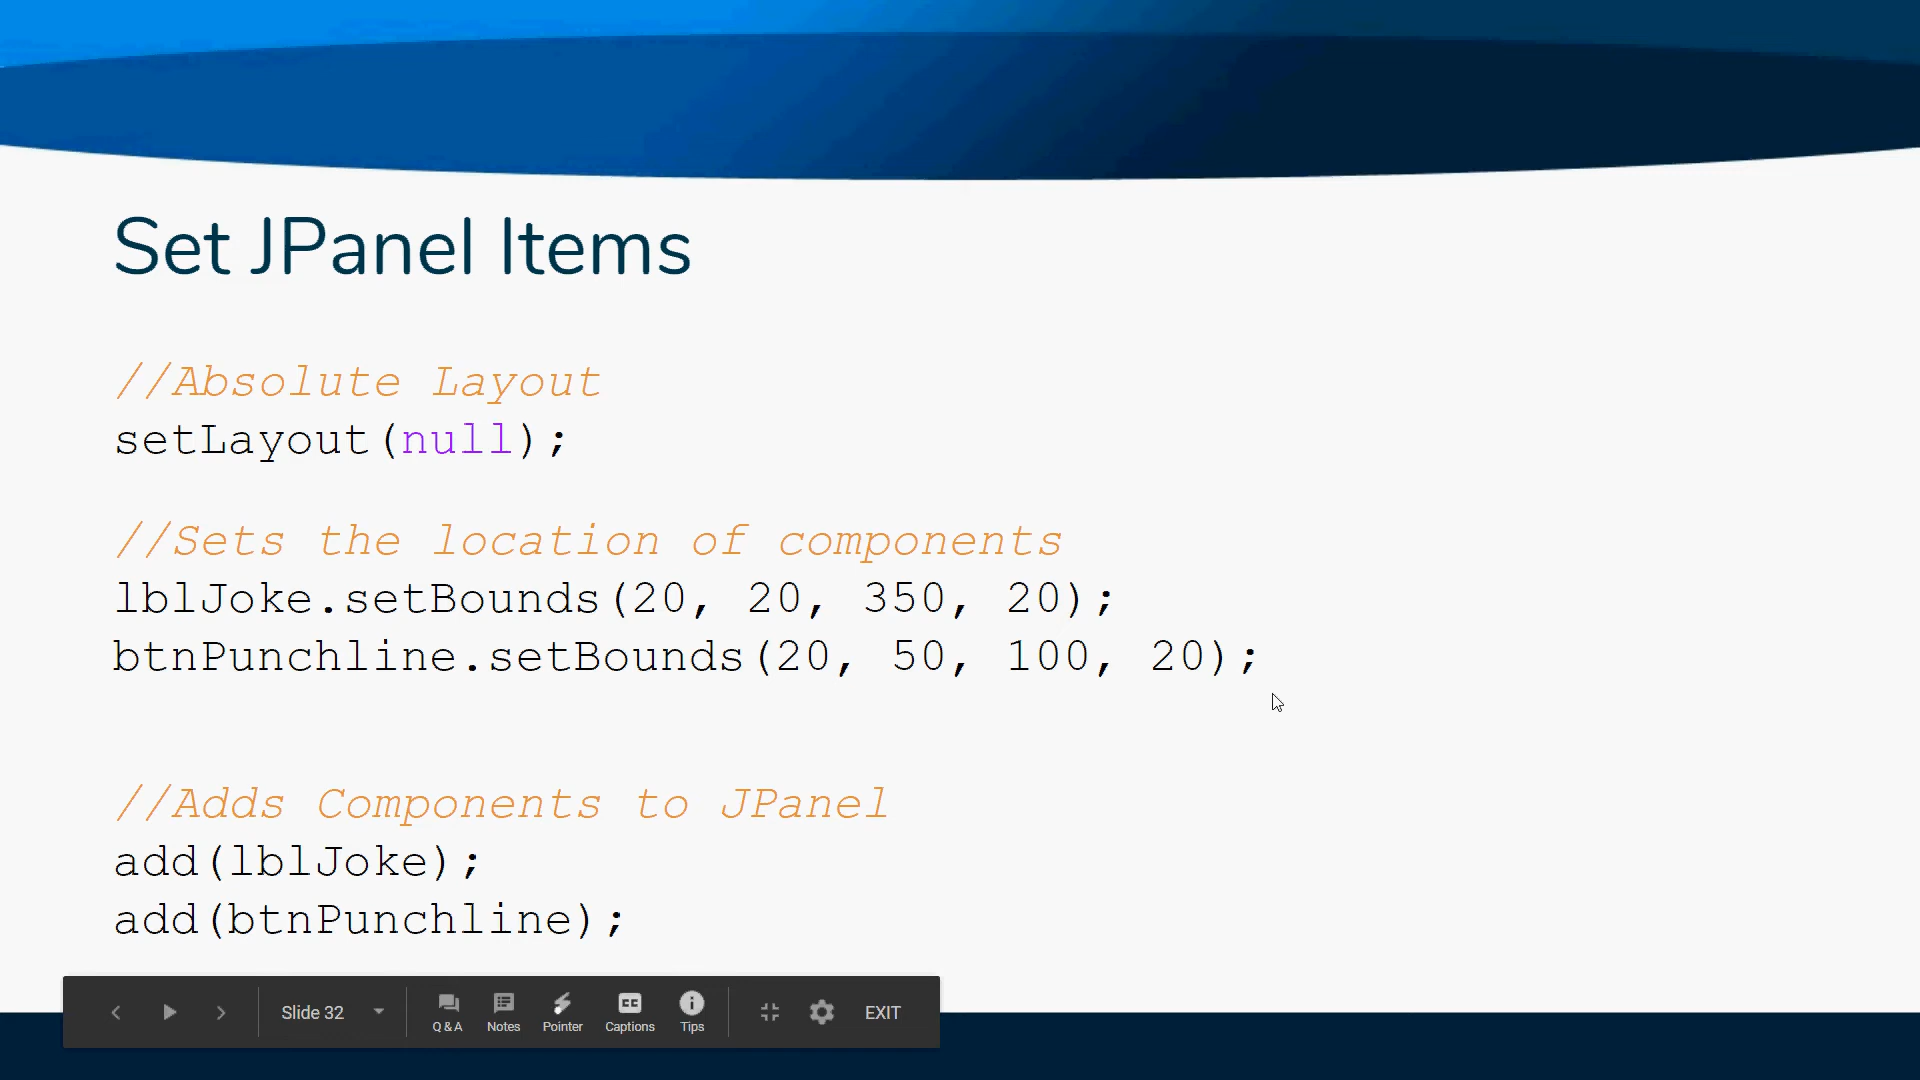 Set JPanel Items
//Absolute Layout
setLayout(null);
//Sets the location of components
lblJoke.setBounds(20, 20, 350, 20);
btnPunchline.setBounds(20, 50, 100, 20);
//Adds Components to JPanel
add(lblJoke);
add(btnPunchline);
Slide 32
Q & A
Notes
Pointer
Captions
Tips
EXIT